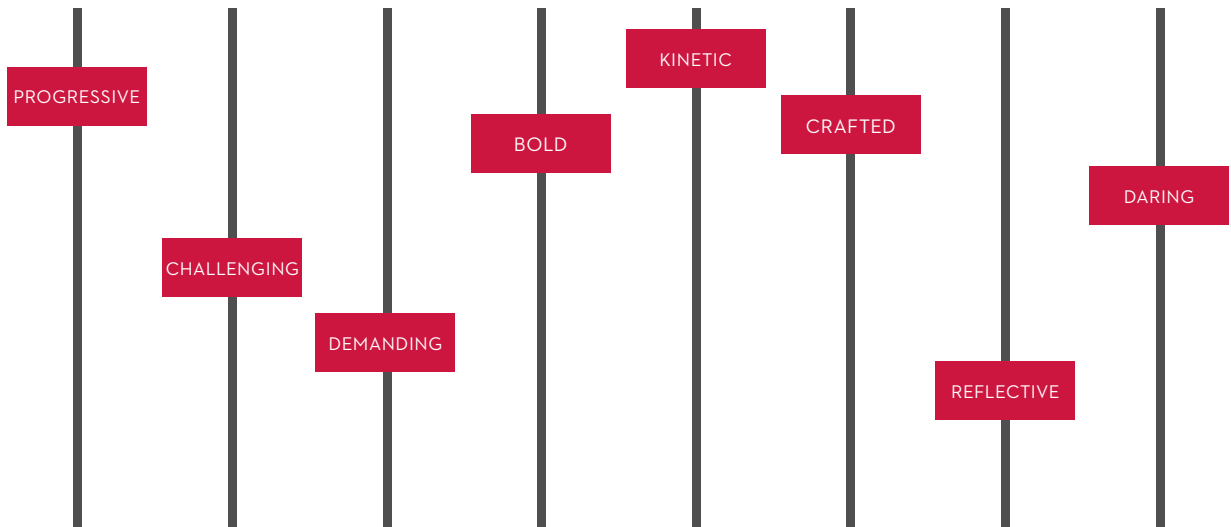 PROGRESSIVE
CHALLENGING
DEMANDING
BOLD
KINETIC
CRAFTED
REFLECTIVE
DARING